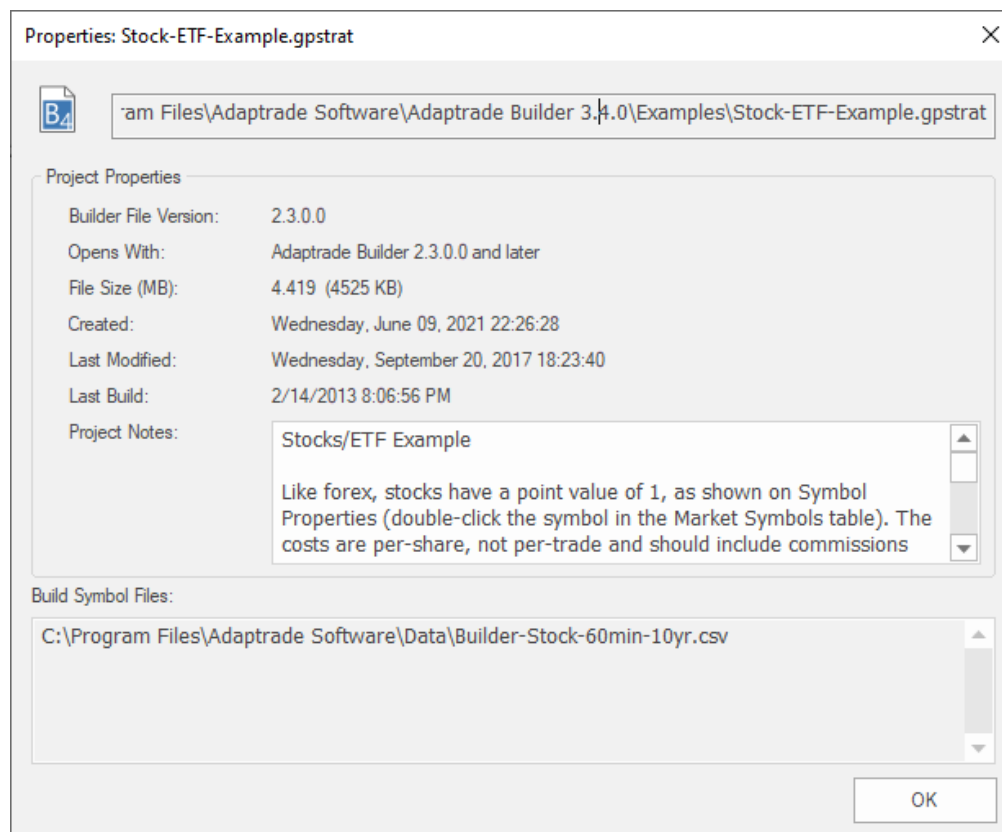 Properties: Stock-ETF-Example.gpstrat
B4
ram Files\Adaptrade Software\Adaptrade Builder 3.4.0\Examples\Stock-ETF-Example.gpstrat
Project Properties
Builder File Version: 2.3.0.0
Opens With: Adaptrade Builder 2.3.0.0 and later
File Size (MB): 4.419 (4525 KB)
Created: Wednesday, June 09, 2021 22:26:28
Last Modified: Wednesday, September 20, 2017 18:23:40
Last Build: 2/14/2013 8:06:56 PM
Project Notes: Stocks/ETF Example
Like forex, stocks have a point value of 1, as shown on Symbol
Properties (double-click the symbol in the Market Symbols table). The
costs are per-share, not per-trade and should include commissions
Build Symbol Files:
C:\Program Files\Adaptrade Software\Data\Builder-Stock-60min-10yr.csv
OK